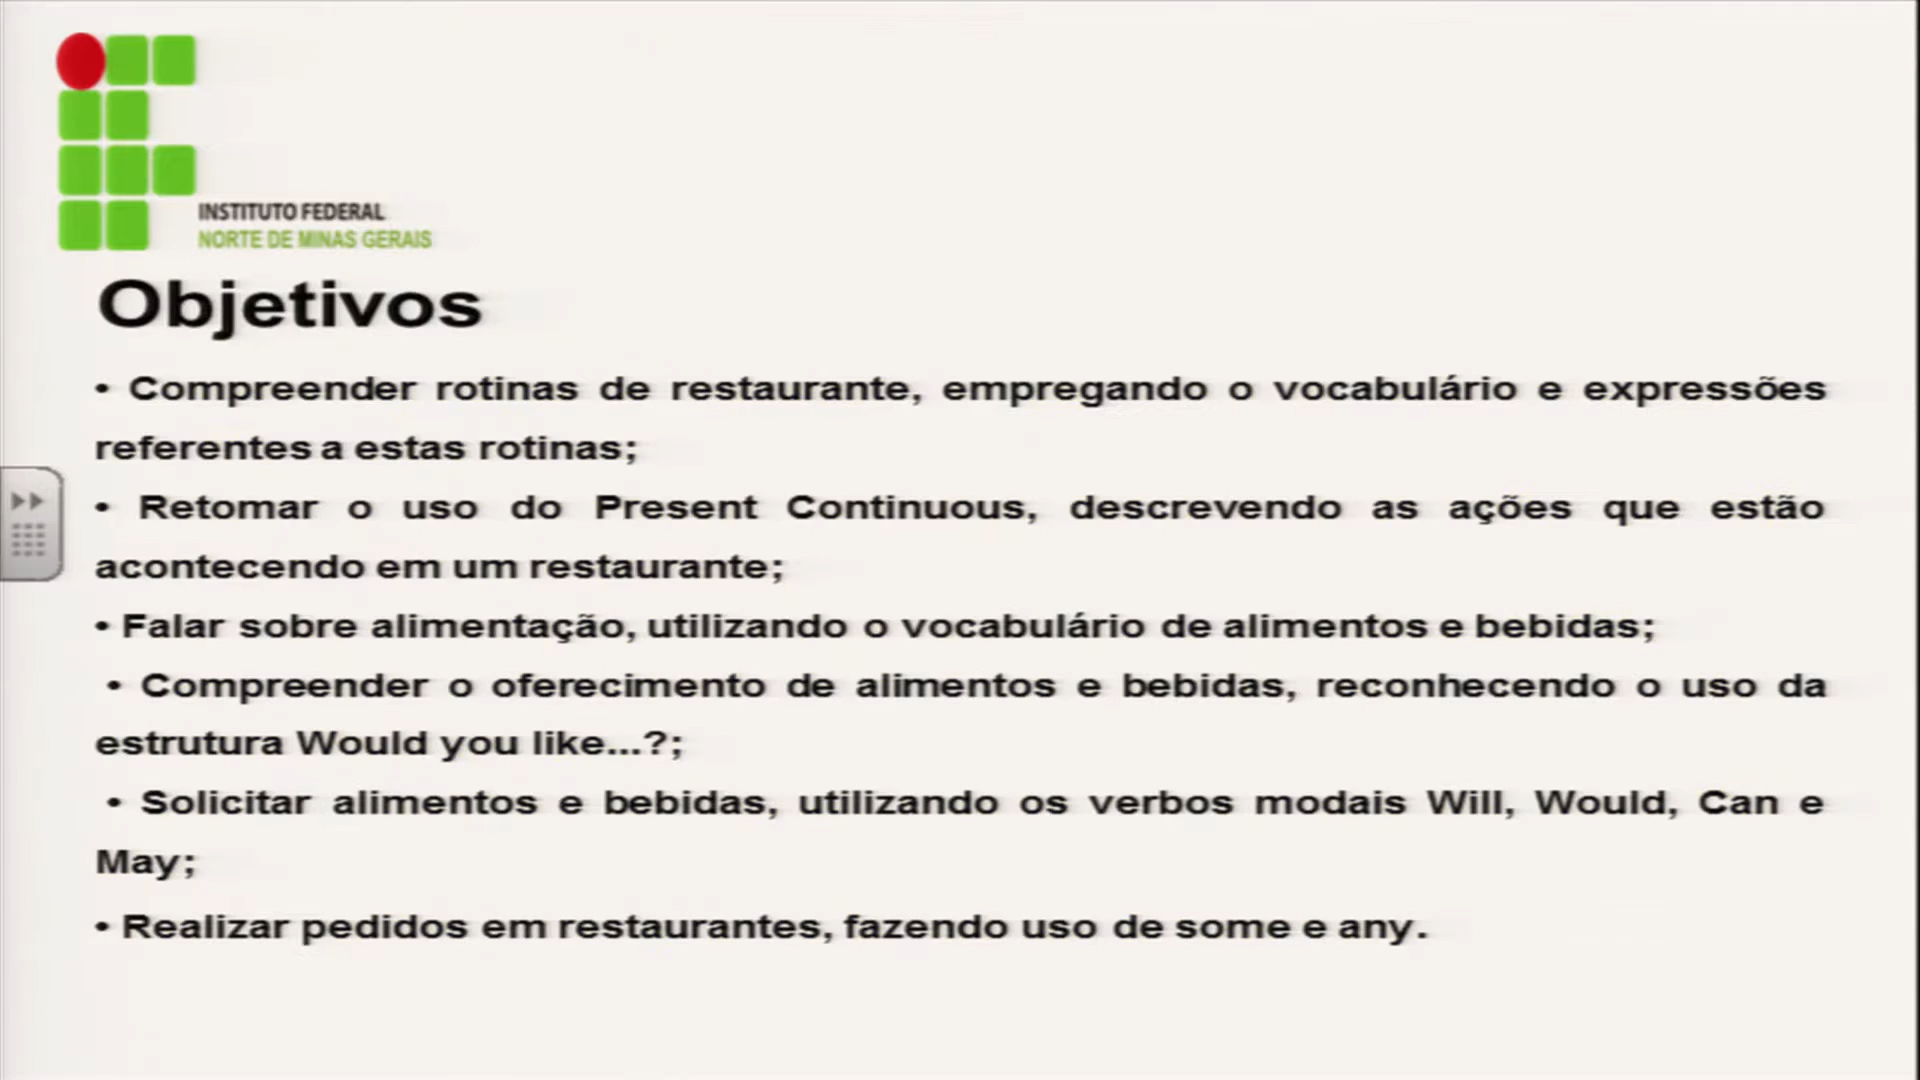 INSTITUTO FEDERAL
NORTE DE MINAS GERAIS
Objetivos
• Compreender rotinas de restaurante, empregando o vocabulário e expressões
referentes a estas rotinas;
• Retomar o uso do Present Continuous, descrevendo as ações que estão
acontecendo em um restaurante;
• Falar sobre alimentação, utilizando o vocabulário de alimentos e bebidas;
• Compreender o oferecimento de alimentos e bebidas, reconhecendo o uso da
estrutura Would you like...?;
• Solicitar alimentos e bebidas, utilizando os verbos modais Will, Would, Can e
May;
• Realizar pedidos em restaurantes, fazendo uso de some e any.